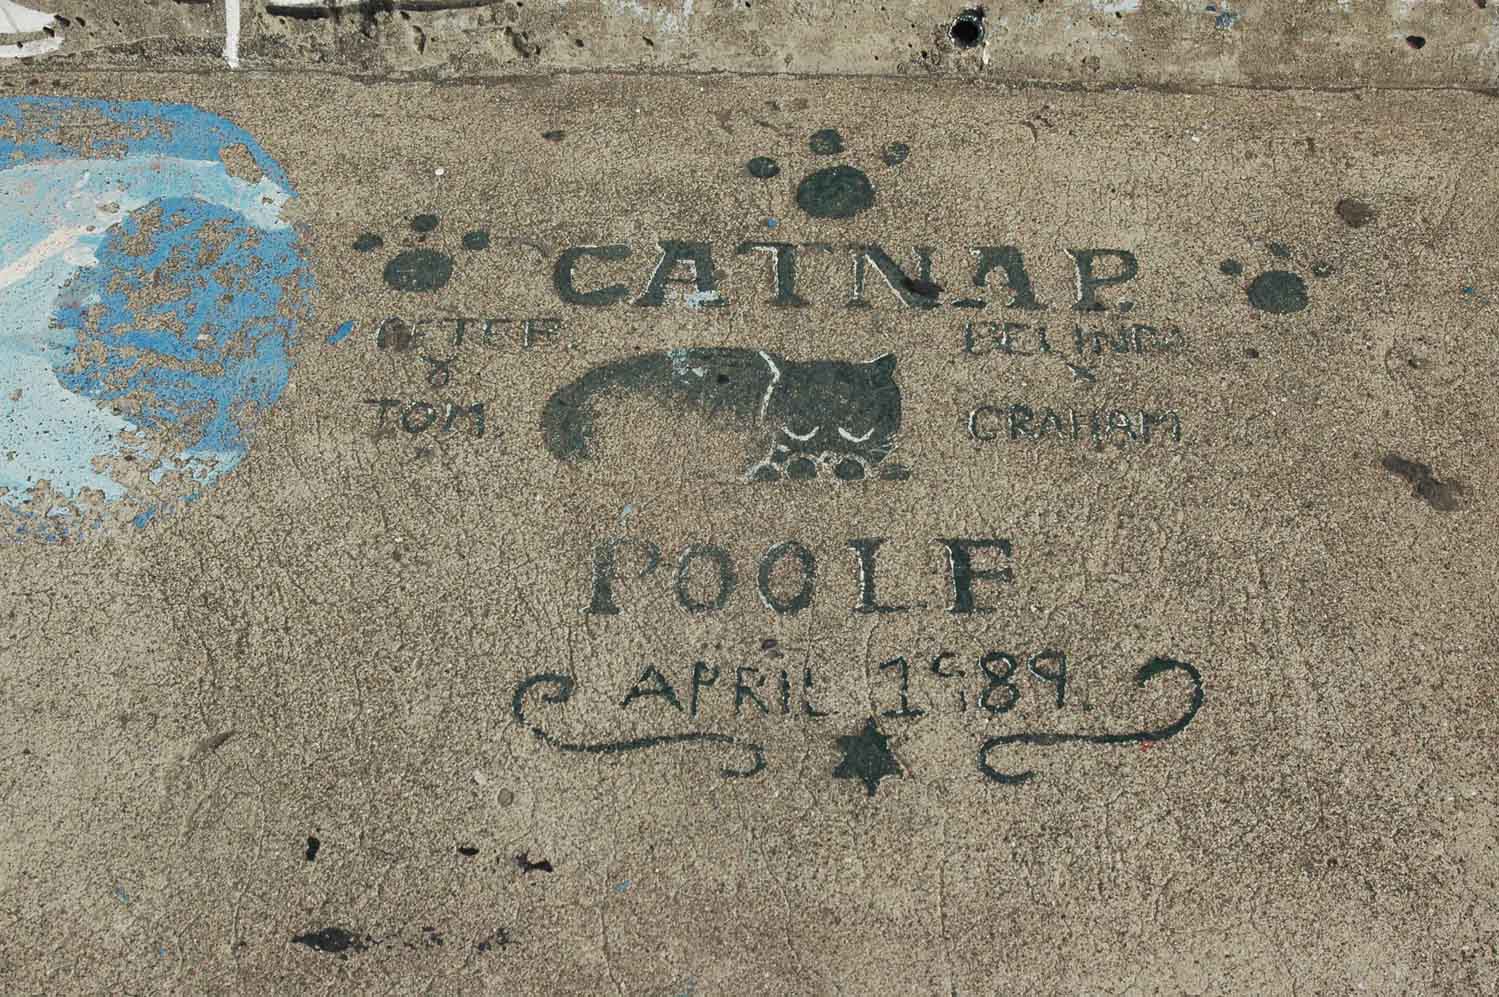 CATNAP.
PETER.
&
TOM.
BELINDA
&
GRAHAM
POOLE
APRIL 1989.